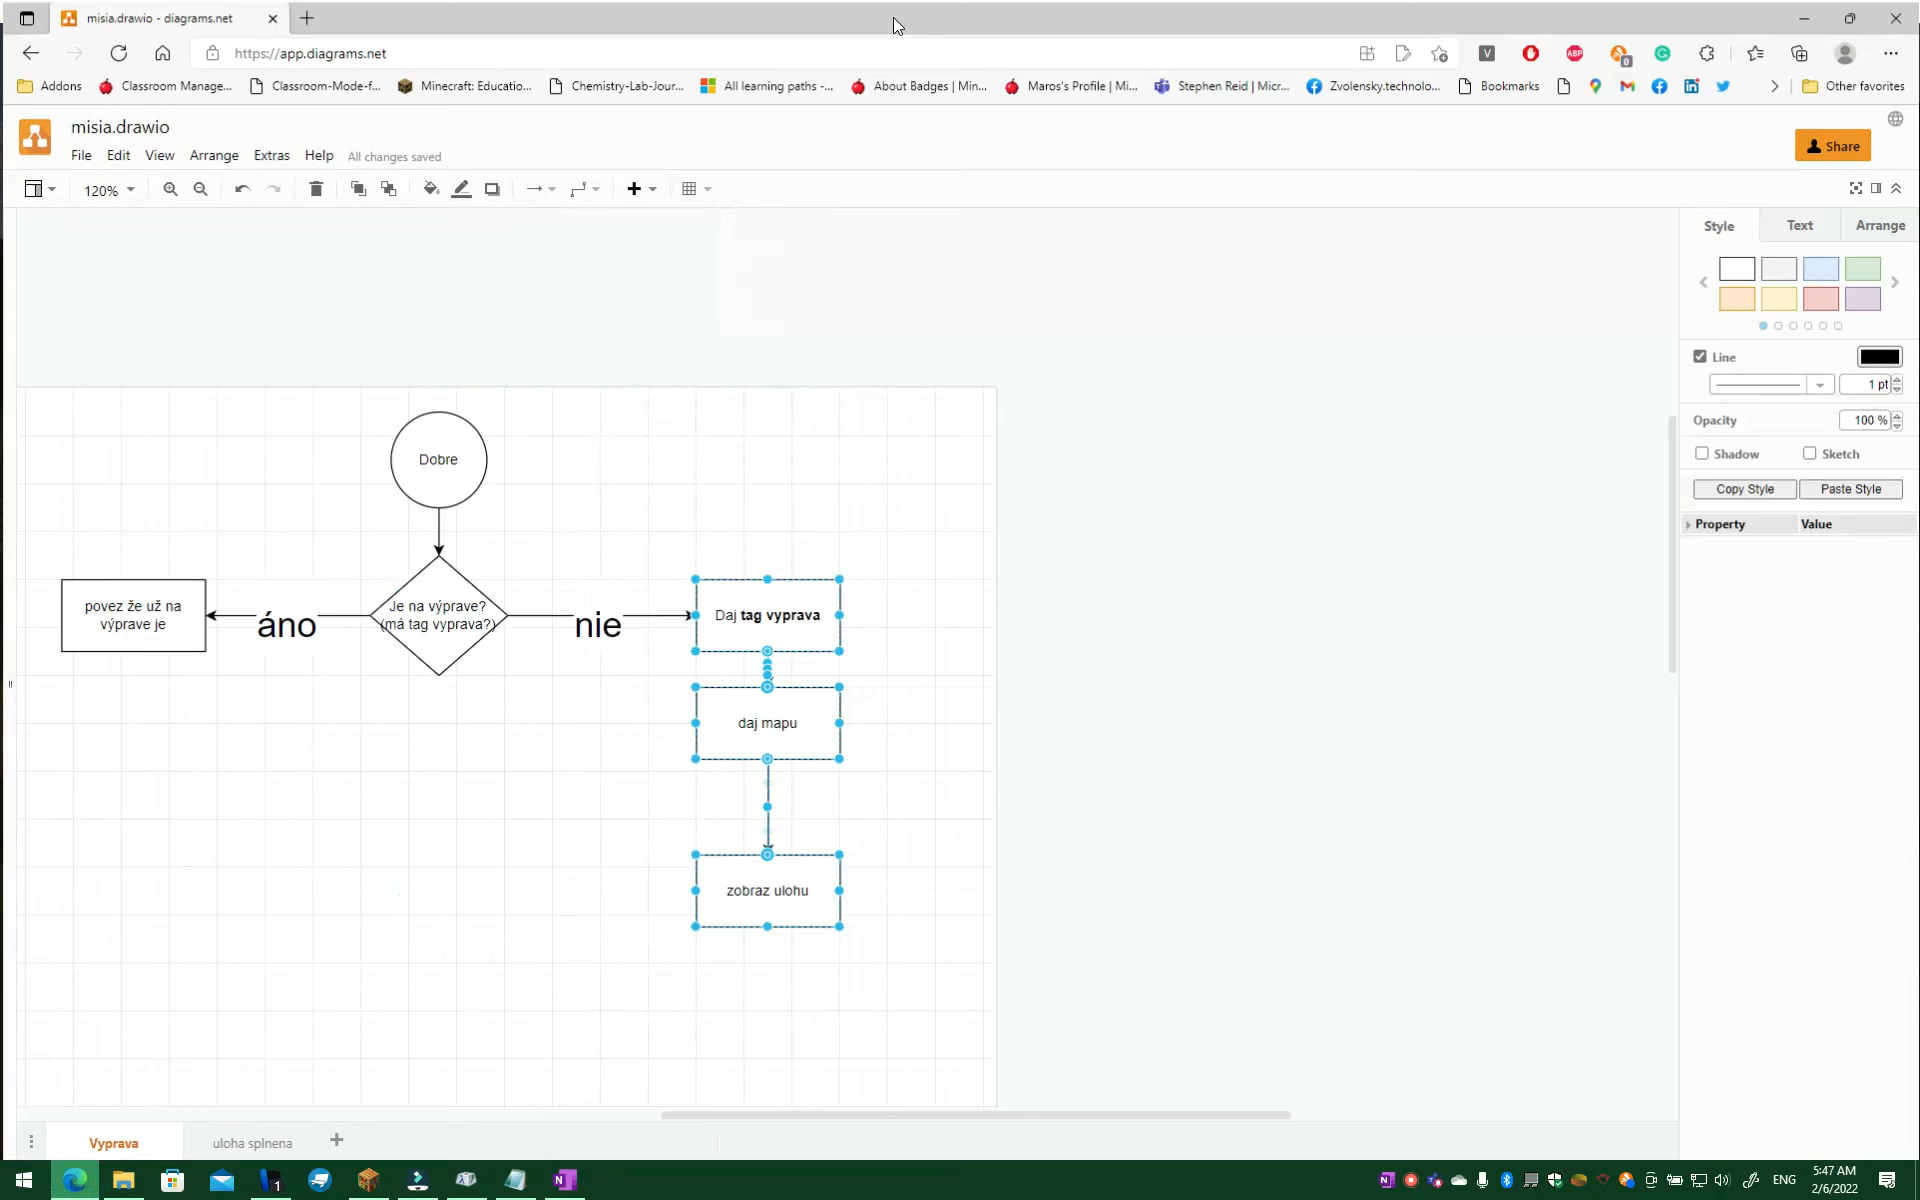 misia.drawio - diagrams.net
https://app.diagrams.net
Addons
Classroom Manage...
Classroom-Mode-f...
Minecraft: Educatio...
Chemistry-Lab-Jour...
All learning paths -...
About Badges | Min...
Maros's Profile | Mi...
Stephen Reid | Micr...
Zvolensky.technolo...
Bookmarks
Other favorites
misia.drawio
File Edit View Arrange Extras Help All changes saved
Share
120%
Style Text Arrange
Line
1 pt
Opacity 100 %
Shadow Sketch
Copy Style Paste Style
Property Value
Dobre
povez že už na
výprave je
áno
Je na výprave?
(má tag vyprava?)
nie
Daj tag vyprava
daj mapu
zobraz ulohu
Vyprava
uloha splnena
ENG
5:47 AM
2/6/2022